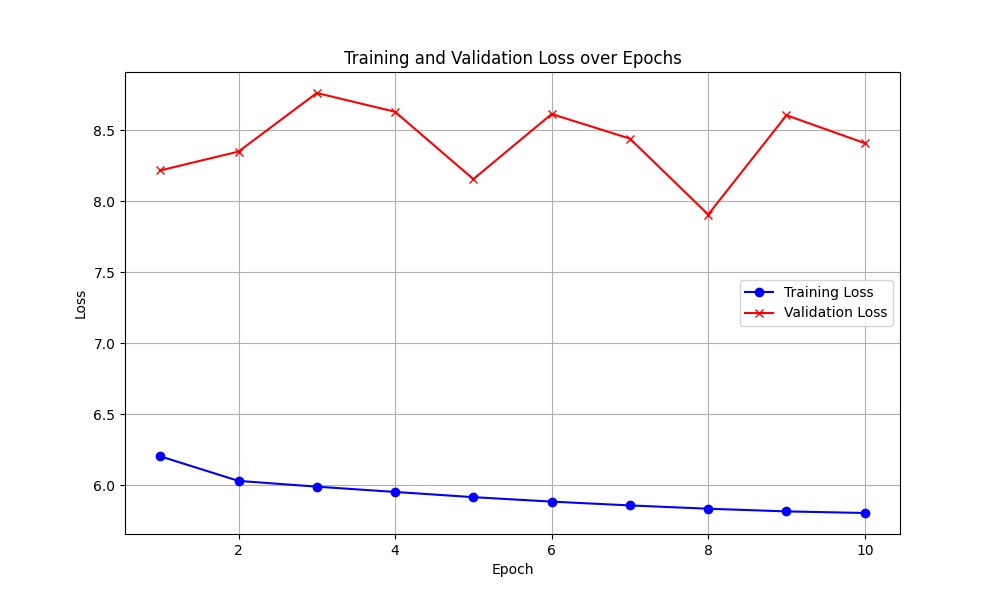 Training and Validation Loss over Epochs
8.5
8.0
7.5
7.0
6.5
6.0
Loss
Training Loss
Validation Loss
2 4 6 8 10
Epoch